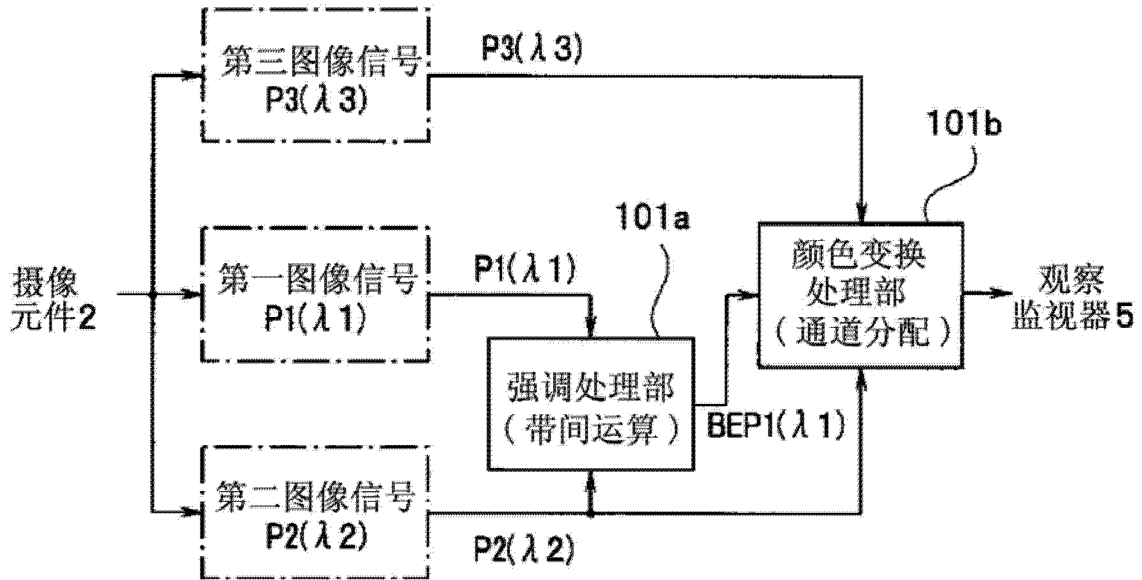 第三图像信号
P3(λ3)
P3(λ3)
101b
第一图像信号
P1(λ1)
P1(λ1)
101a
摄像
元件2
颜色变换
处理部
(通道分配)
观察
监视器5
强调处理部
(带间运算)
BEP1(λ1)
第二图像信号
P2(λ2)
P2(λ2)